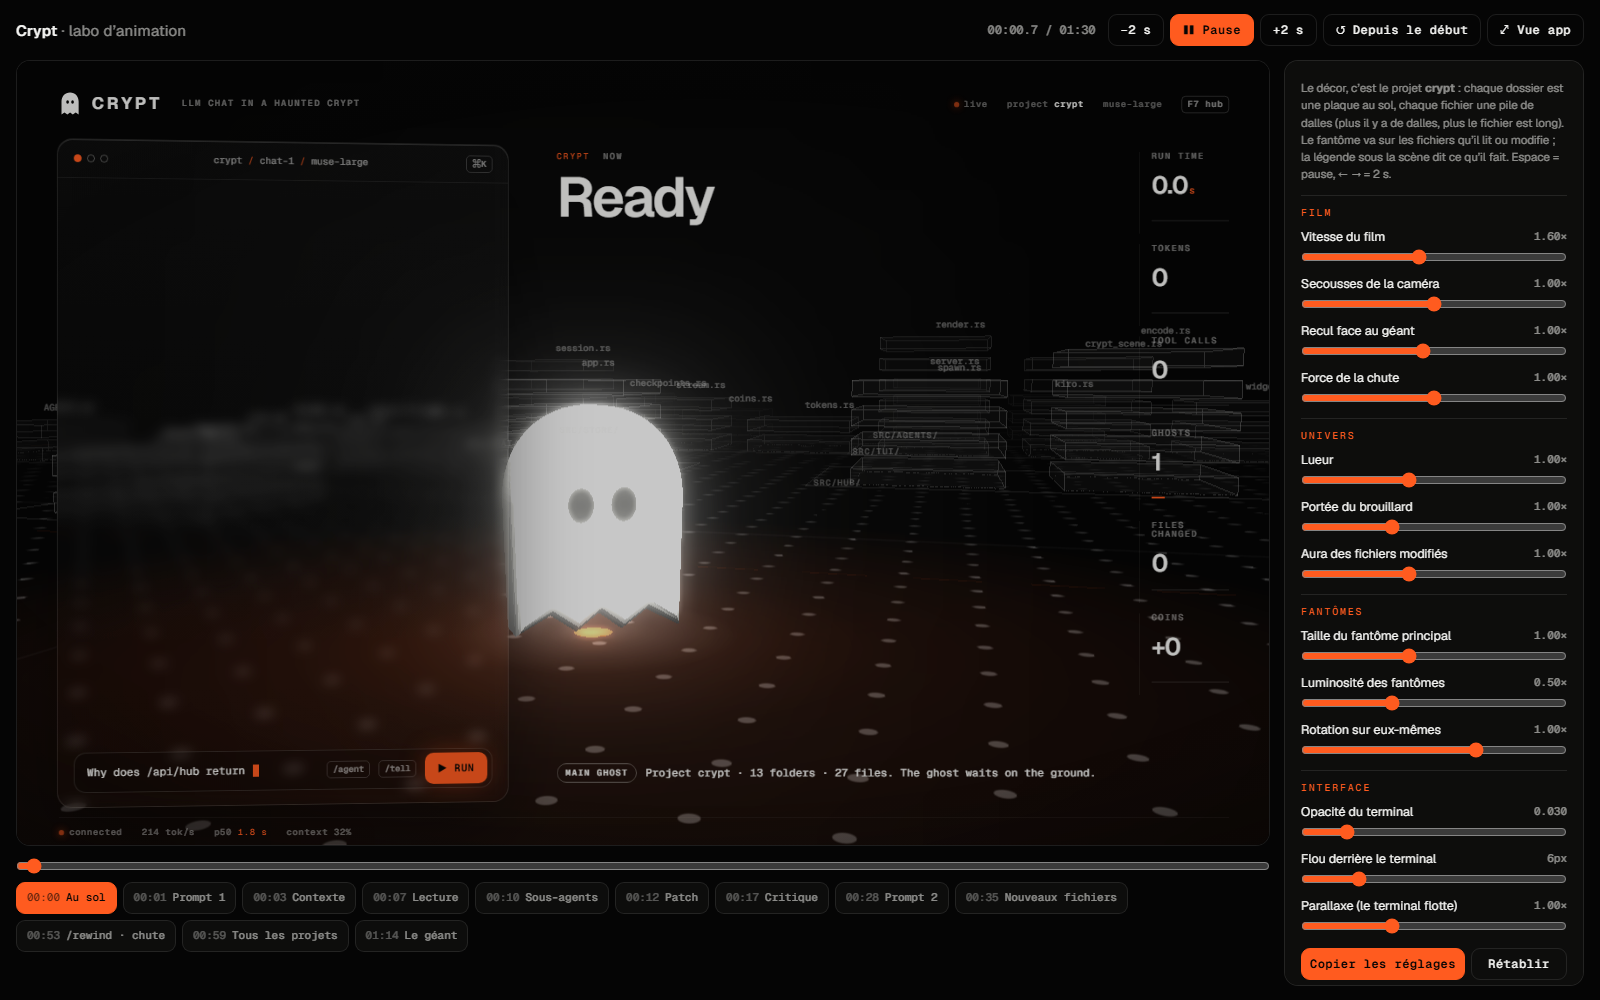 Crypt · labo d'animation
00:00.7 / 01:30
−2 s
Pause
+2 s
↺ Depuis le début
⤢ Vue app
CRYPT
LLM CHAT IN A HAUNTED CRYPT
live
project crypt
muse-large
F7 hub
crypt / chat-1 / muse-large
⌘K
CRYPT NOW
Ready
RUN TIME
0.0s
TOKENS
0
TOOL CALLS
0
GHOSTS
1
FILES
CHANGED
0
COINS
+0
render.rs
encode.rs
crypt_scene.rs
session.rs
app.rs
server.rs
spawn.rs
checkpoints.rs
kiro.rs
coins.rs
tokens.rs
SRC/AGENTS/
SRC/TUI/
SRC/HUB/
Why does /api/hub return
/agent
/tell
▶ RUN
MAIN GHOST
Project crypt · 13 folders · 27 files. The ghost waits on the ground.
connected
214 tok/s
p50 1.8 s
context 32%
00:00 Au sol
00:01 Prompt 1
00:03 Contexte
00:07 Lecture
00:10 Sous-agents
00:12 Patch
00:17 Critique
00:28 Prompt 2
00:35 Nouveaux fichiers
00:53 /rewind · chute
00:59 Tous les projets
01:14 Le géant
Le décor, c'est le projet crypt : chaque dossier est
une plaque au sol, chaque fichier une pile de
dalles (plus il y a de dalles, plus le fichier est long).
Le fantôme va sur les fichiers qu'il lit ou modifie ;
la légende sous la scène dit ce qu'il fait. Espace =
pause, ← → = 2 s.
FILM
Vitesse du film 1.60×
Secousses de la caméra 1.00×
Recul face au géant 1.00×
Force de la chute 1.00×
UNIVERS
Lueur 1.00×
Portée du brouillard 1.00×
Aura des fichiers modifiés 1.00×
FANTÔMES
Taille du fantôme principal 1.00×
Luminosité des fantômes 0.50×
Rotation sur eux-mêmes 1.00×
INTERFACE
Opacité du terminal 0.030
Flou derrière le terminal 6px
Parallaxe (le terminal flotte) 1.00×
Copier les réglages
Rétablir